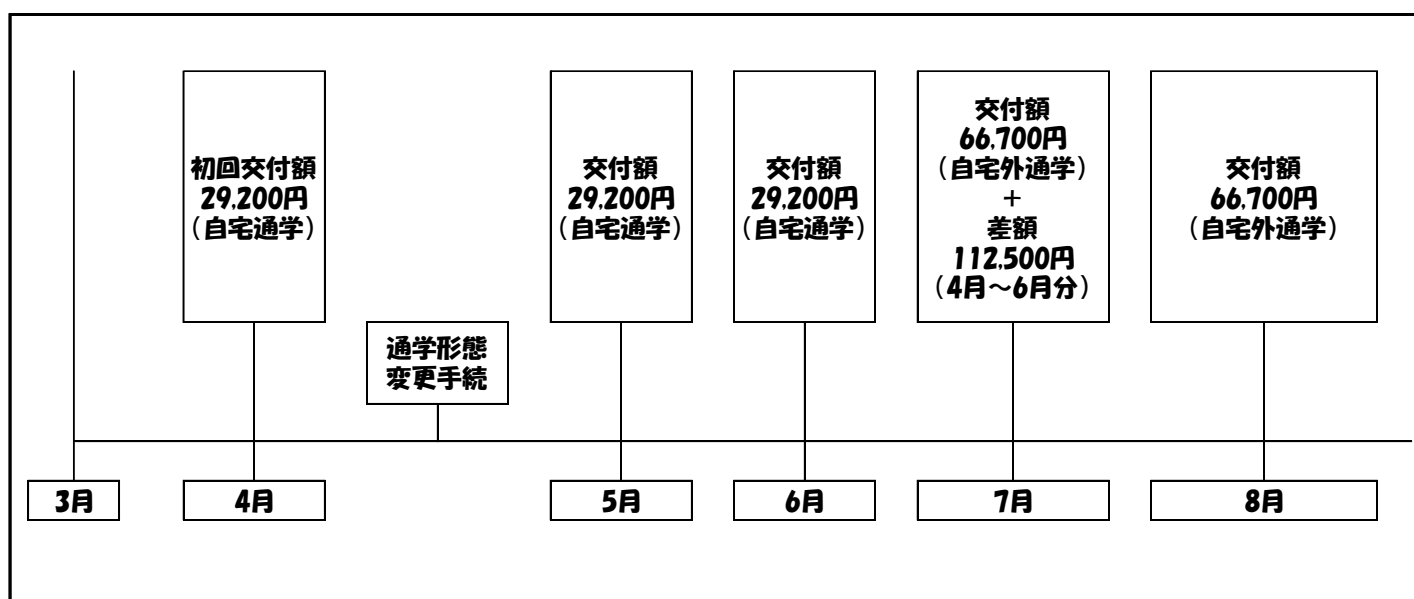 初回交付額
29,200円
（自宅通学）
通学形態
変更手続
交付額
29,200円
（自宅通学）
交付額
29,200円
（自宅通学）
交付額
66,700円
（自宅外通学）
＋
差額
112,500円
（4月～6月分）
交付額
66,700円
（自宅外通学）
3月
4月
5月
6月
7月
8月